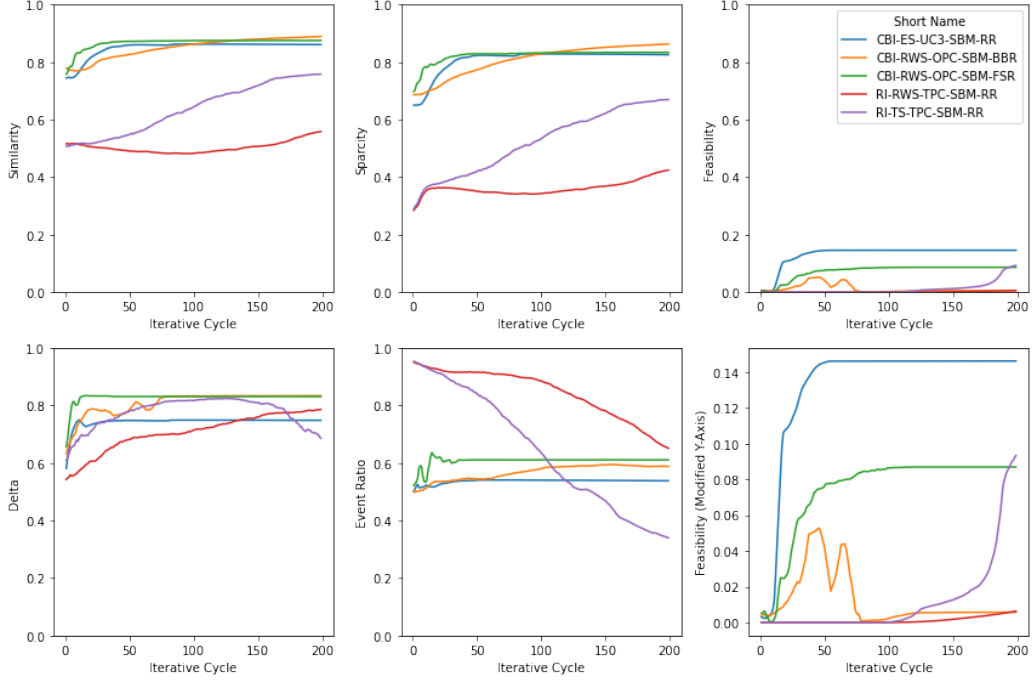 1.0
0.8
0.6
0.4
0.2
0.0
Similarity
0 50 100 150 200
Iterative Cycle
1.0
0.8
0.6
0.4
0.2
0.0
Sparcity
0 50 100 150 200
Iterative Cycle
1.0
0.8
0.6
0.4
0.2
0.0
Feasibility
0 50 100 150 200
Iterative Cycle
Short Name
CBI-ES-UC3-SBM-RR
CBI-RWS-OPC-SBM-BBR
CBI-RWS-OPC-SBM-FSR
RI-RWS-TPC-SBM-RR
RI-TS-TPC-SBM-RR
1.0
0.8
0.6
0.4
0.2
0.0
Delta
0 50 100 150 200
Iterative Cycle
1.0
0.8
0.6
0.4
0.2
0.0
Event Ratio
0 50 100 150 200
Iterative Cycle
0.14
0.12
0.10
0.08
0.06
0.04
0.02
0.00
Feasibility (Modified Y-Axis)
0 50 100 150 200
Iterative Cycle